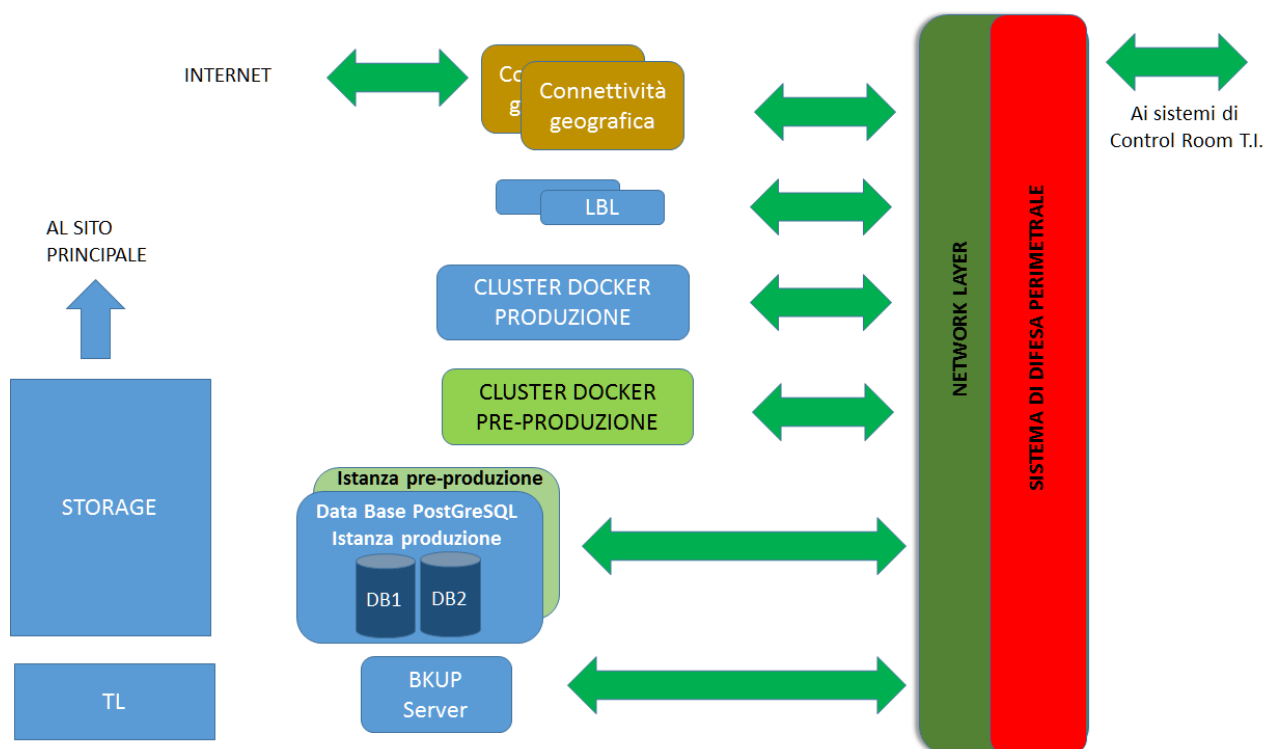 INTERNET
Co
g
Connettività
geografica
Ai sistemi di
Control Room T.I.
LBL
AL SITO
PRINCIPALE
CLUSTER DOCKER
PRODUZIONE
CLUSTER DOCKER
PRE-PRODUZIONE
NETWORK LAYER
SISTEMA DI DIFESA PERIMETRALE
STORAGE
Istanza pre-produzione
Data Base PostGreSQL
Istanza produzione
DB1
DB2
TL
BKUP
Server